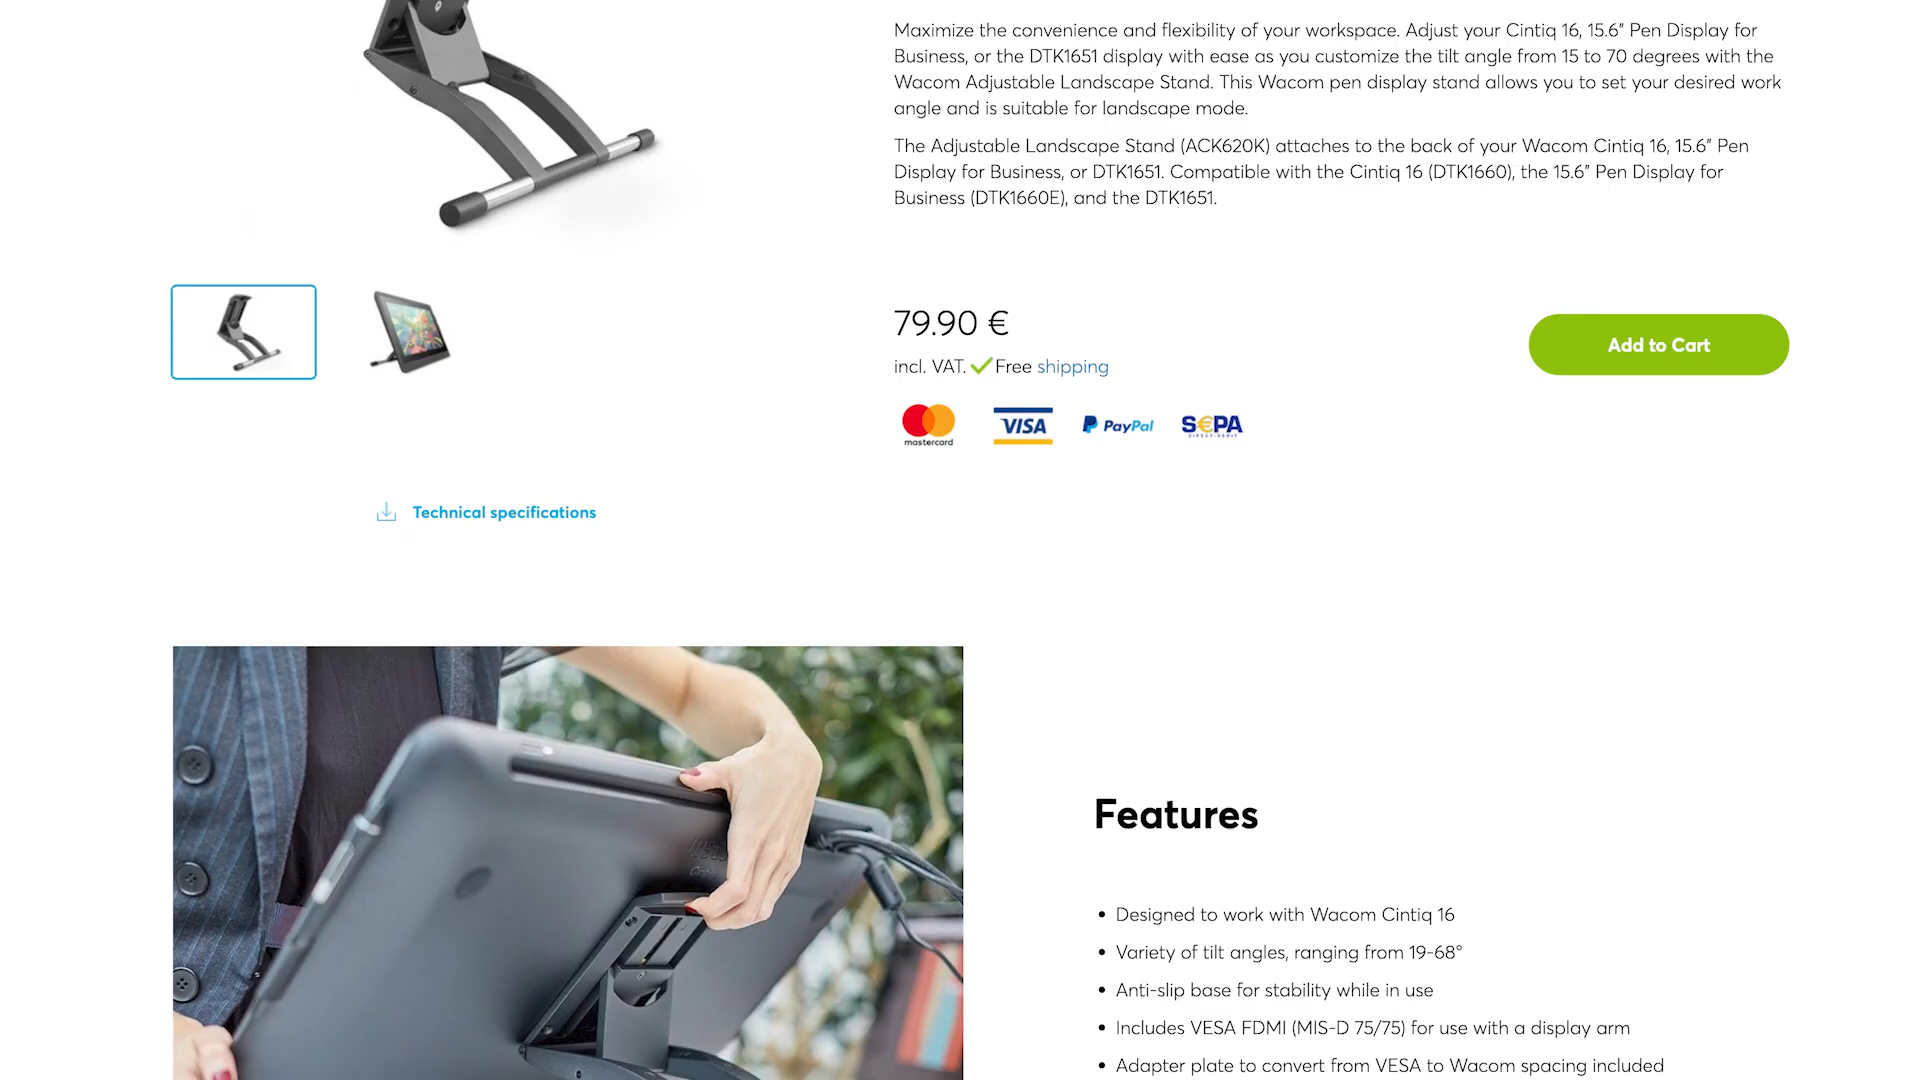 Maximize the convenience and flexibility of your workspace. Adjust your Cintiq 16, 15.6" Pen Display for
Business, or the DTK1651 display with ease as you customize the tilt angle from 15 to 70 degrees with the
Wacom Adjustable Landscape Stand. This Wacom pen display stand allows you to set your desired work
angle and is suitable for landscape mode.
The Adjustable Landscape Stand (ACK620K) attaches to the back of your Wacom Cintiq 16, 15.6" Pen
Display for Business, or DTK1651. Compatible with the Cintiq 16 (DTK1660), the 15.6" Pen Display for
Business (DTK1660E), and the DTK1651.
79.90 €
Add to Cart
incl. VAT. Free shipping
mastercard VISA PayPal SEPA
Technical specifications
Features
• Designed to work with Wacom Cintiq 16
• Variety of tilt angles, ranging from 19-68°
• Anti-slip base for stability while in use
• Includes VESA FDMI (MIS-D 75/75) for use with a display arm
• Adapter plate to convert from VESA to Wacom spacing included